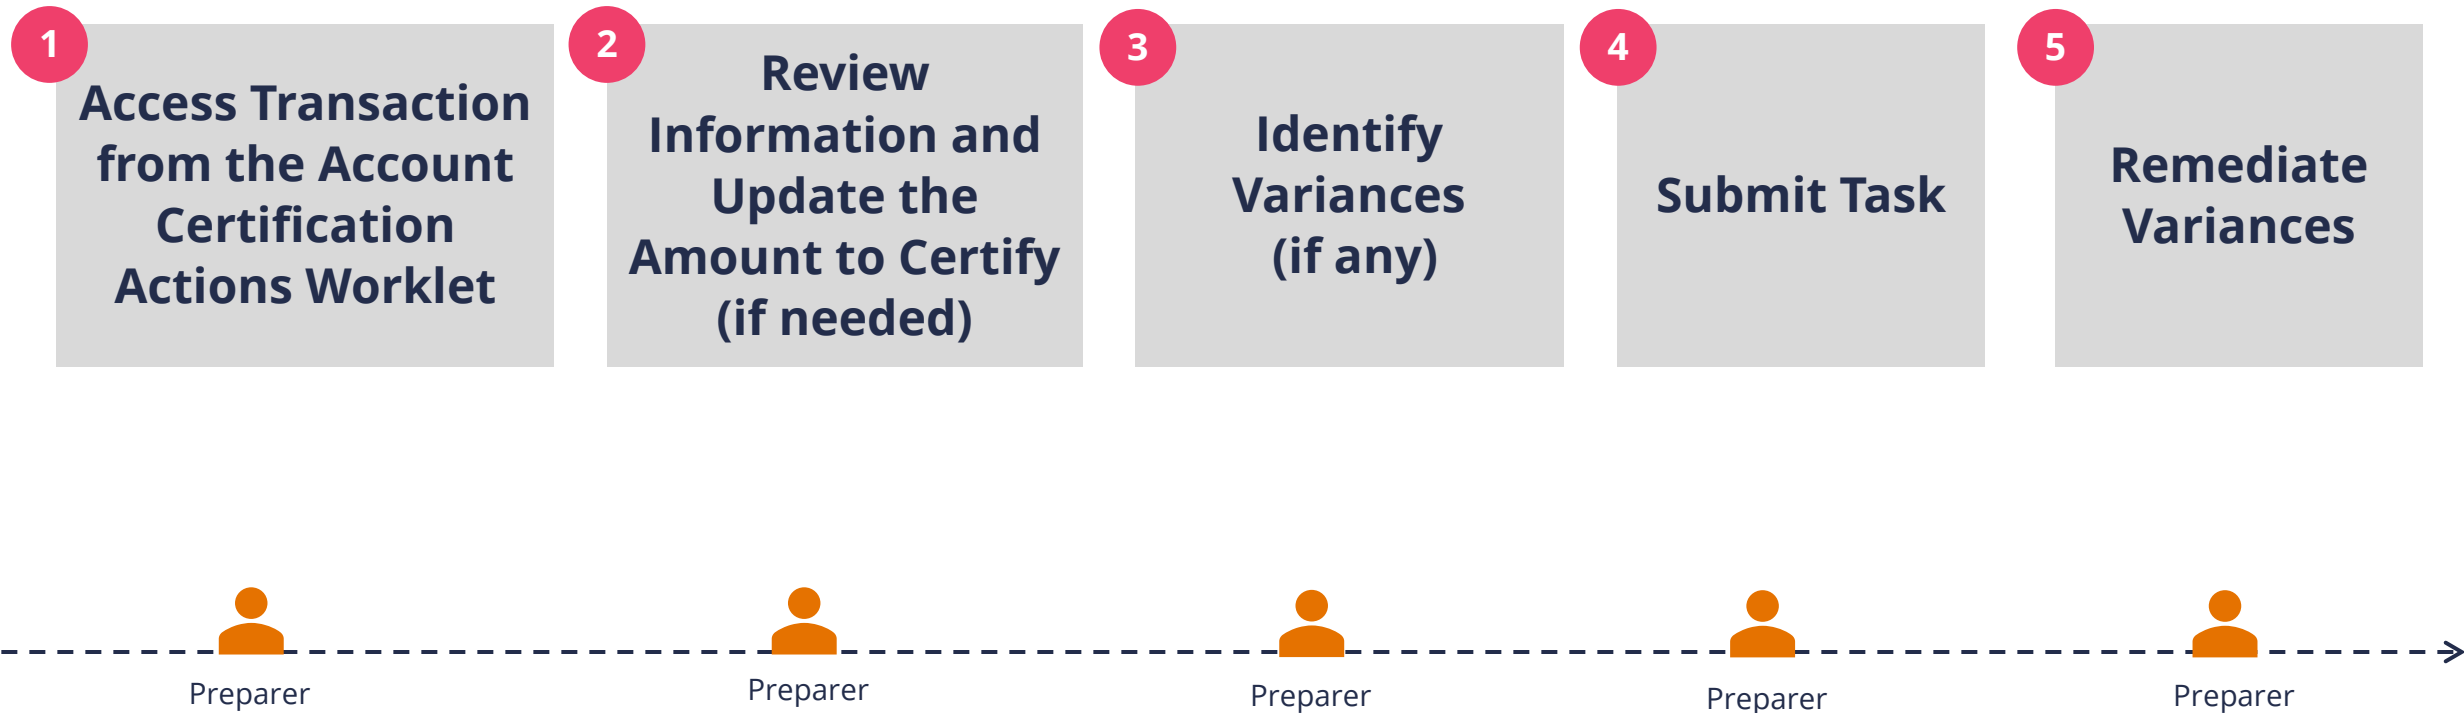 1
Access Transaction
from the Account
Certification
Actions Worklet
2
Review
Information and
Update the
Amount to Certify
(if needed)
3
Identify
Variances
(if any)
4
Submit Task
5
Remediate
Variances
Preparer
Preparer
Preparer
Preparer
Preparer